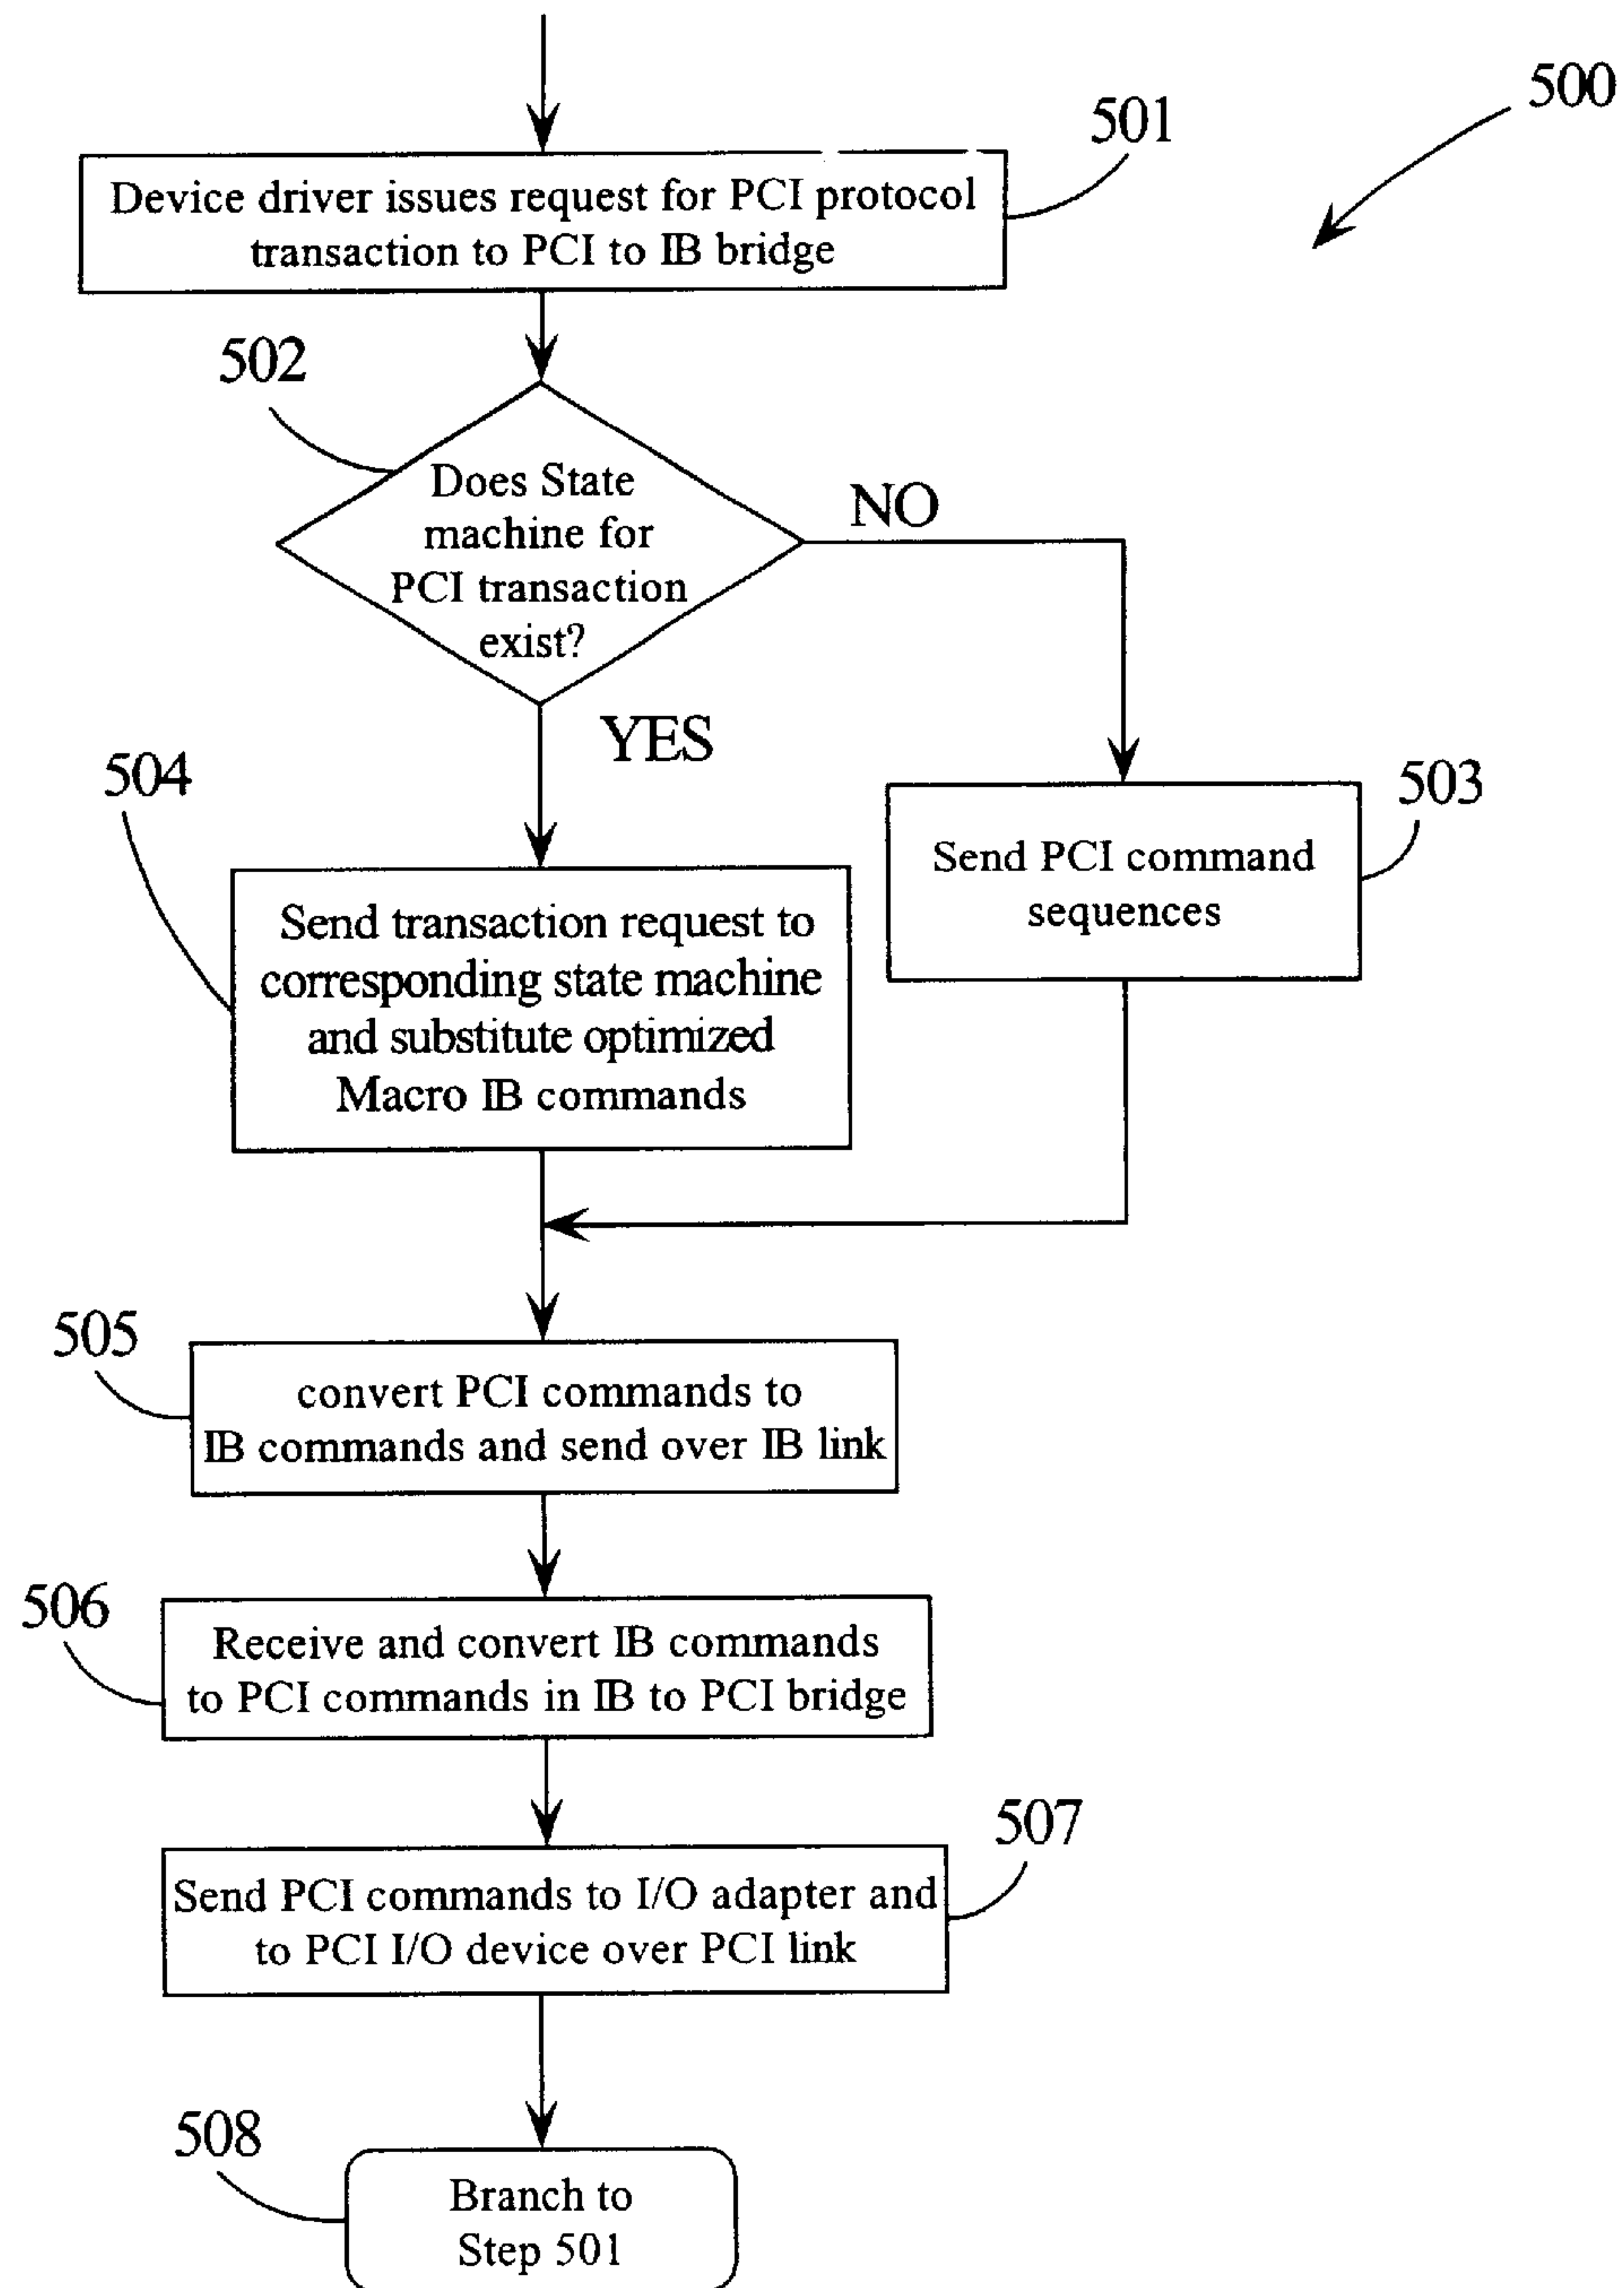 500
501
Device driver issues request for PCI protocol
transaction to PCI to IB bridge
502
Does State
machine for
PCI transaction
exist?
NO
YES
504
503
Send PCI command
sequences
Send transaction request to
corresponding state machine
and substitute optimized
Macro IB commands
505
convert PCI commands to
IB commands and send over IB link
506
Receive and convert IB commands
to PCI commands in IB to PCI bridge
507
Send PCI commands to I/O adapter and
to PCI I/O device over PCI link
508
Branch to
Step 501